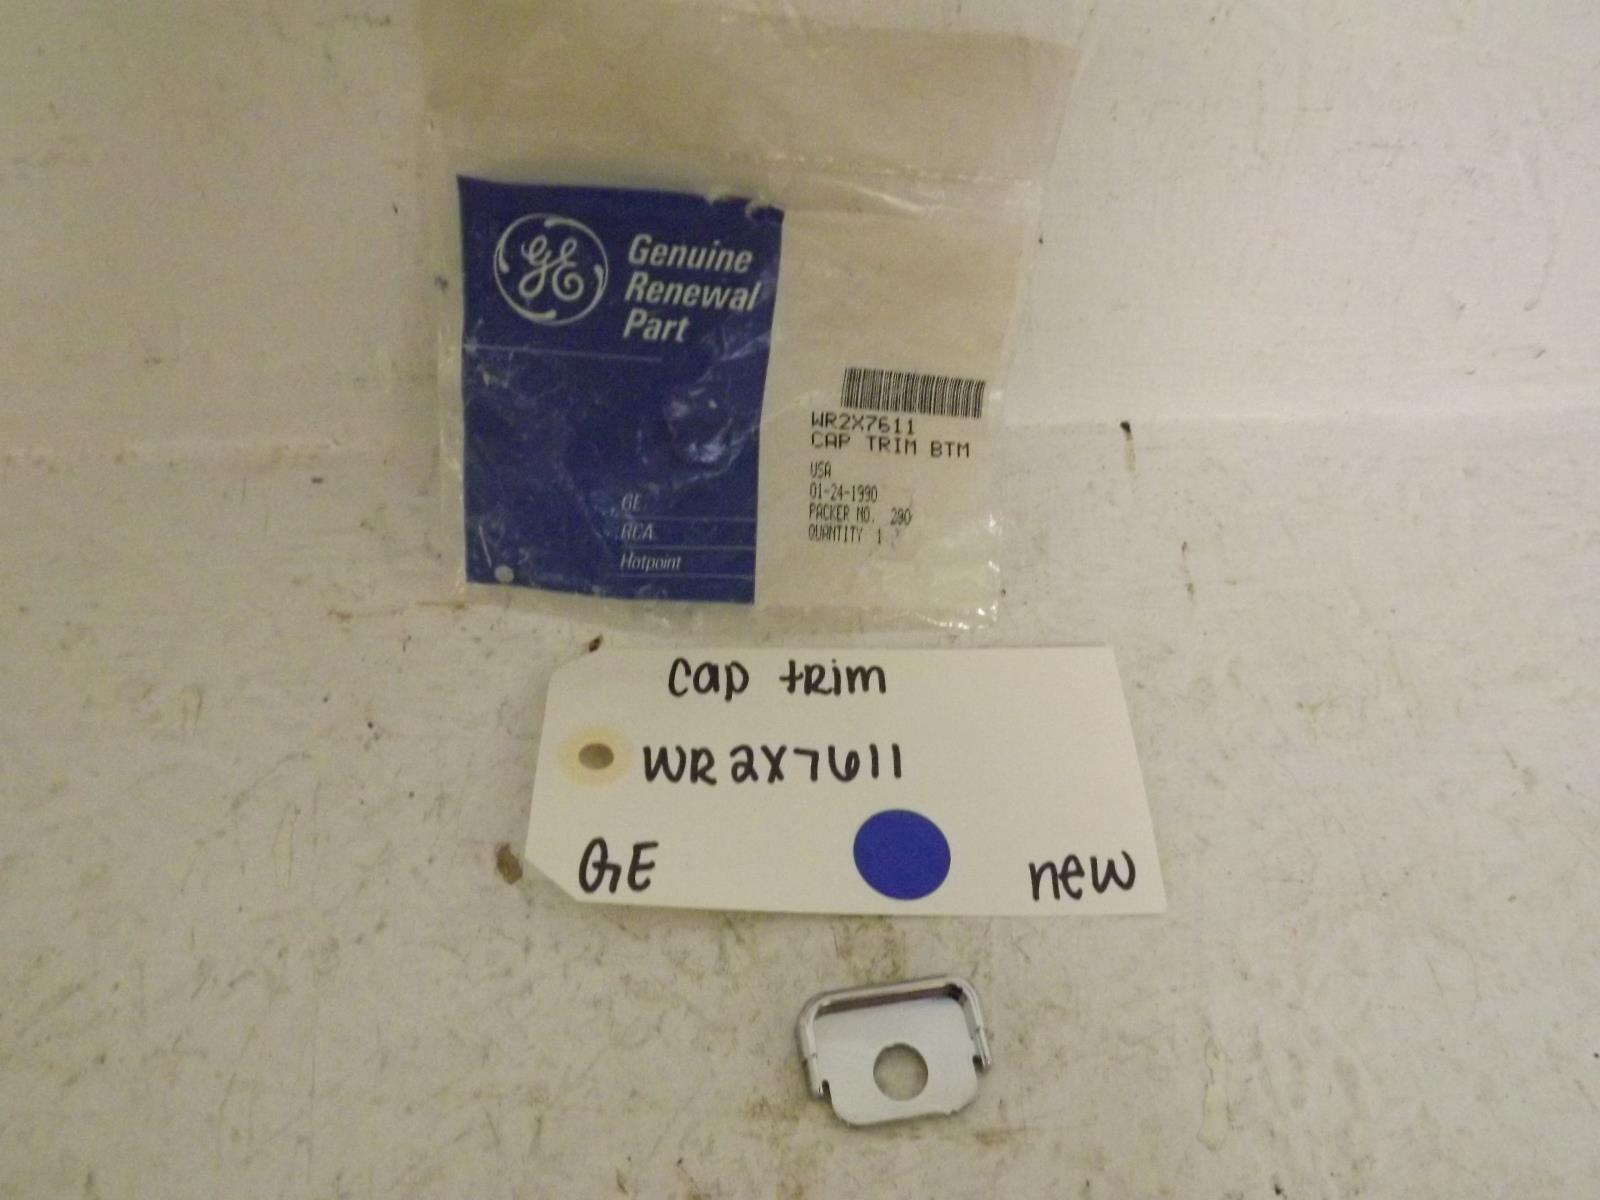 GE
Genuine
Renewal
Part
GE
RCA
Hotpoint
WR2X7611
CAP TRIM BTM
USA
01-24-1990
PACKER NO. 290
QUANTITY 1
Cap tRim
WR2X7611
GE
new